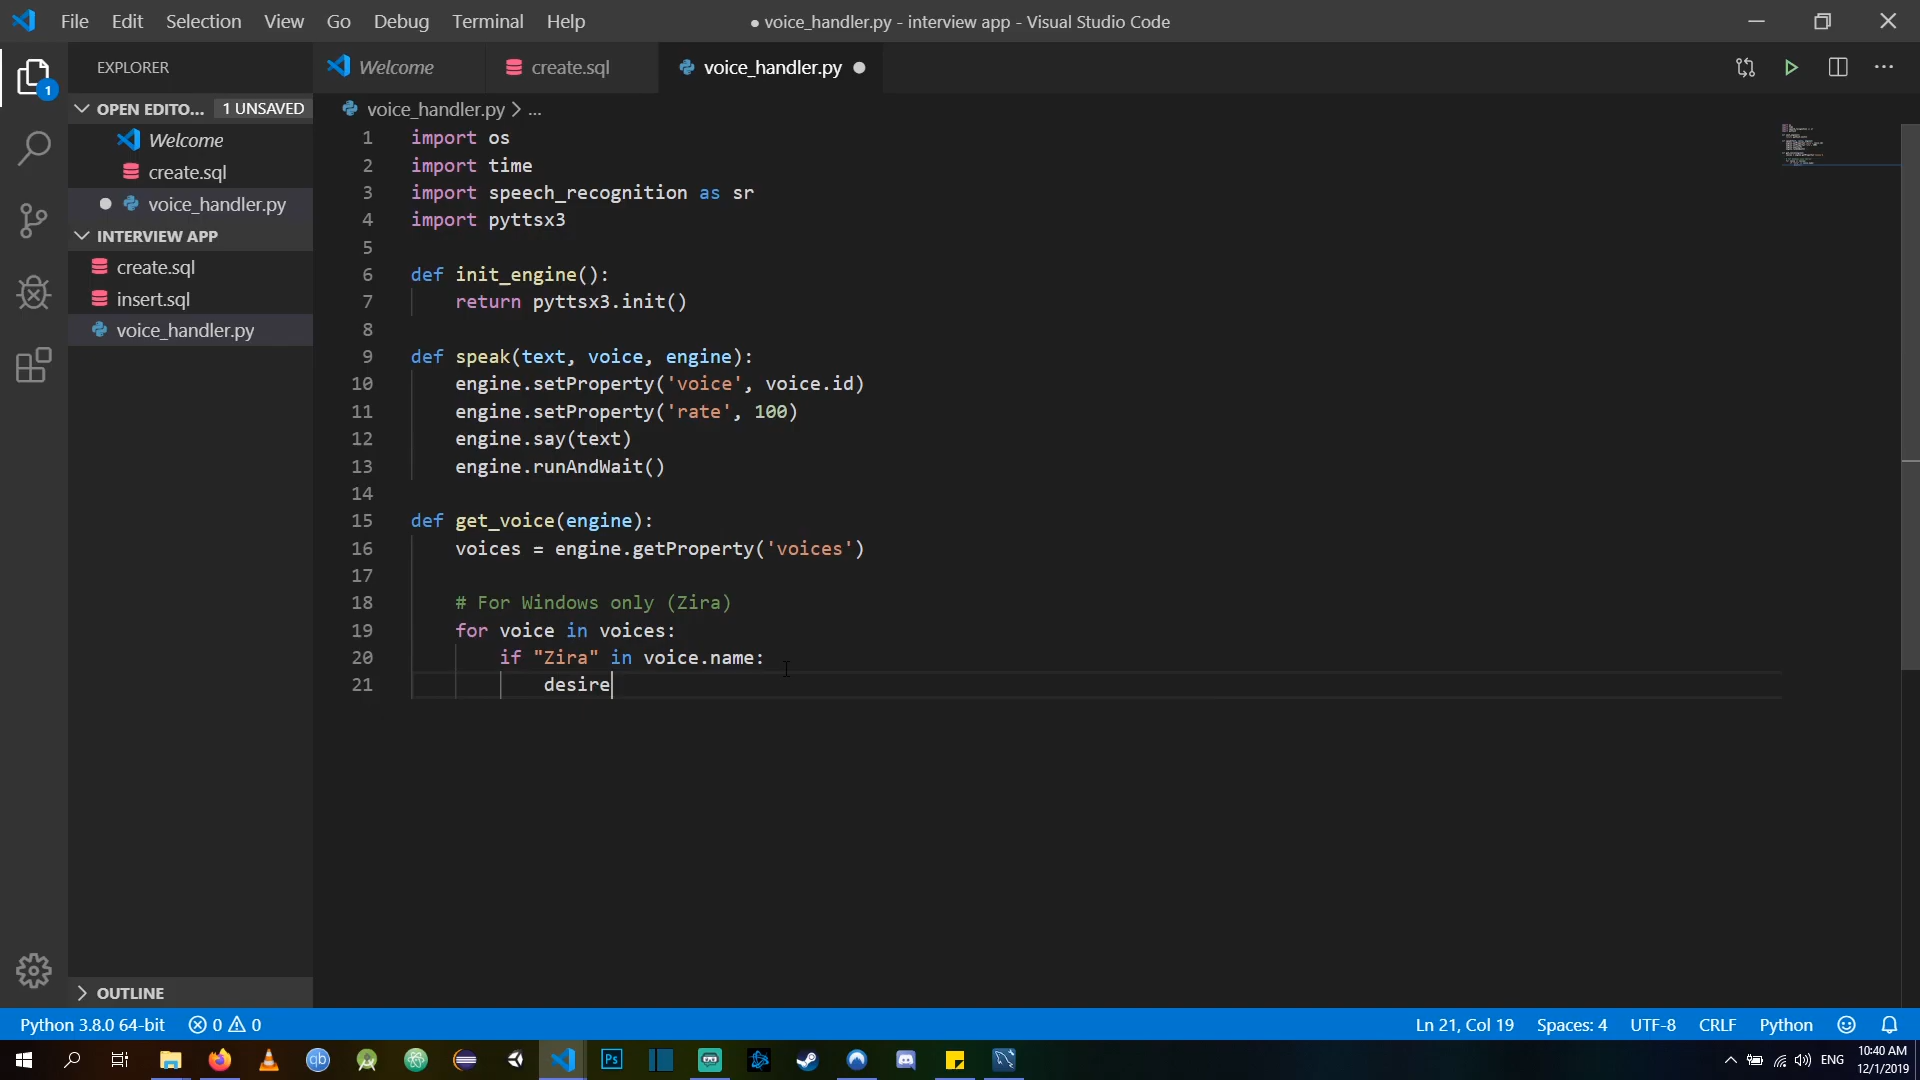 File Edit Selection View Go Debug Terminal Help
● voice_handler.py - interview app - Visual Studio Code
EXPLORER
OPEN EDITO... 1 UNSAVED
Welcome
create.sql
voice_handler.py
INTERVIEW APP
create.sql
insert.sql
voice_handler.py
OUTLINE
1
Welcome
create.sql
voice_handler.py
voice_handler.py > ...
1 import os
2 import time
3 import speech_recognition as sr
4 import pyttsx3
5
6 def init_engine():
7 return pyttsx3.init()
8
9 def speak(text, voice, engine):
10 engine.setProperty('voice', voice.id)
11 engine.setProperty('rate', 100)
12 engine.say(text)
13 engine.runAndWait()
14
15 def get_voice(engine):
16 voices = engine.getProperty('voices')
17
18 # For Windows only (Zira)
19 for voice in voices:
20 if "Zira" in voice.name:
21 desire
Python 3.8.0 64-bit 0 0
Ln 21, Col 19 Spaces: 4 UTF-8 CRLF Python
qb Ps
ENG
10:40 AM
12/1/2019